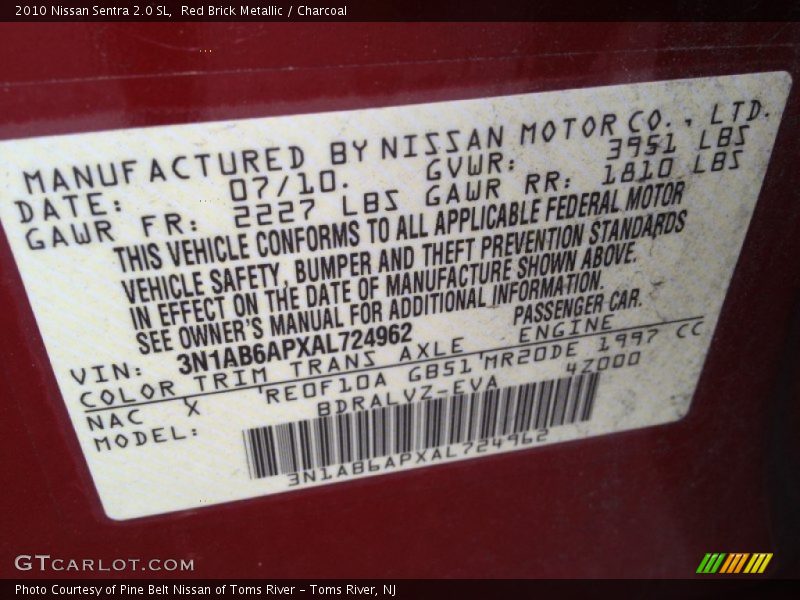 2010 Nissan Sentra 2.0 SL,  Red Brick Metallic / Charcoal
MANUFACTURED BY NISSAN MOTOR CO., LTD.
DATE: 07/10. GVWR: 3951 LBS
GAWR FR: 2227 LBS GAWR RR: 1810 LBS
THIS VEHICLE CONFORMS TO ALL APPLICABLE FEDERAL MOTOR
VEHICLE SAFETY, BUMPER AND THEFT PREVENTION STANDARDS
IN EFFECT ON THE DATE OF MANUFACTURE SHOWN ABOVE.
SEE OWNER'S MANUAL FOR ADDITIONAL INFORMATION.
VIN: 3N1AB6APXAL724962 PASSENGER CAR.
COLOR TRIM TRANS AXLE ENGINE
NAC X RE0F10A GB51 MR20DE 1997 CC
MODEL: BDRALVZ-EVA 4Z000
3N1AB6APXAL724962
GTCARLOT.COM
Photo Courtesy of Pine Belt Nissan of Toms River - Toms River, NJ